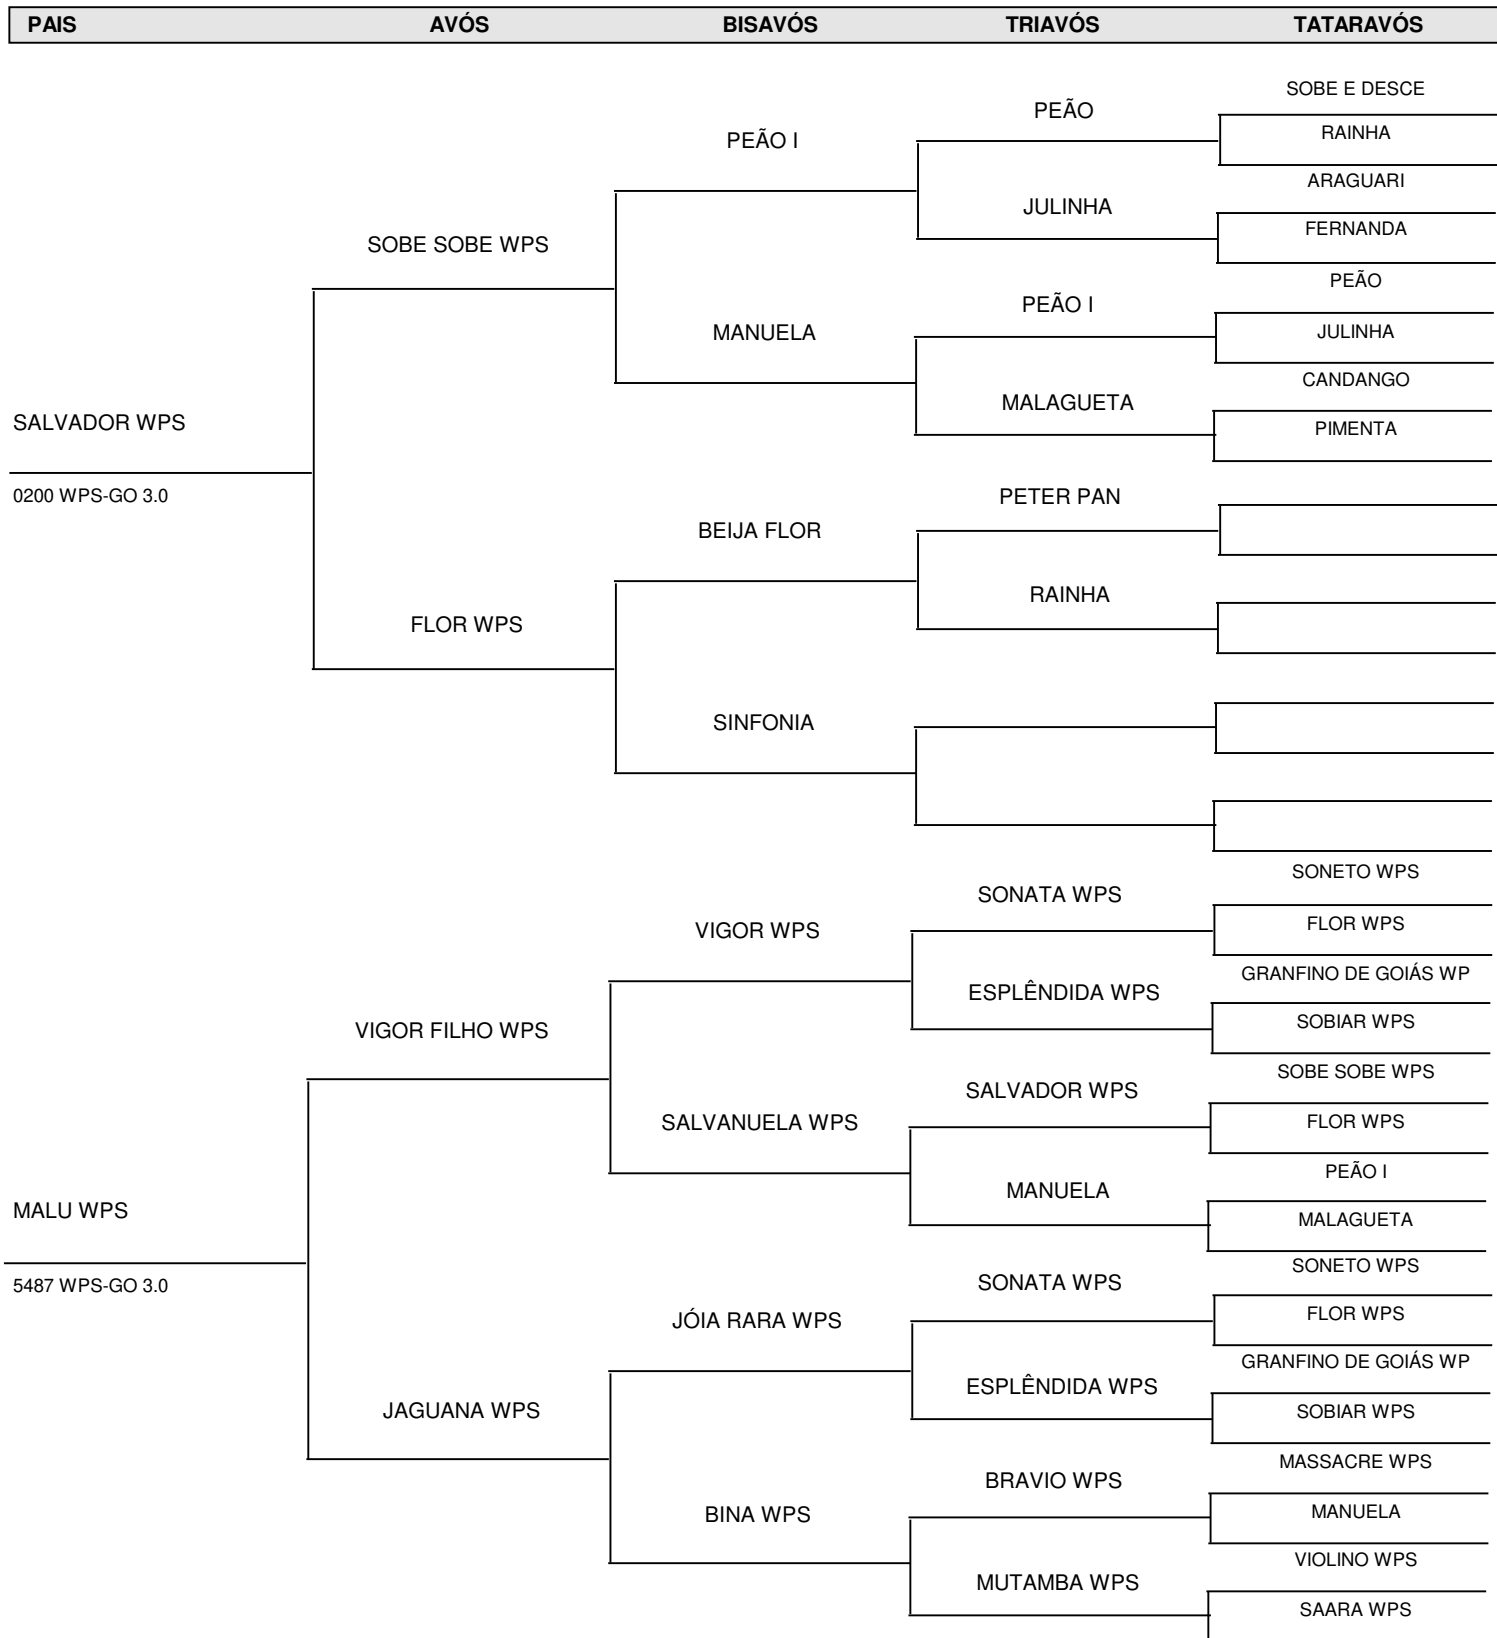 PAIS AVÓS BISAVÓS TRIAVÓS TATARAVÓS
SOBE E DESCE
PEÃO
RAINHA
PEÃO I
ARAGUARI
JULINHA
FERNANDA
SOBE SOBE WPS
PEÃO
PEÃO I
JULINHA
MANUELA
CANDANGO
MALAGUETA
SALVADOR WPS
PIMENTA
0200 WPS-GO 3.0
PETER PAN
BEIJA FLOR
RAINHA
FLOR WPS
SINFONIA
SONETO WPS
SONATA WPS
FLOR WPS
VIGOR WPS
GRANFINO DE GOIÁS WP
ESPLÊNDIDA WPS
SOBIAR WPS
VIGOR FILHO WPS
SOBE SOBE WPS
SALVADOR WPS
FLOR WPS
SALVANUELA WPS
PEÃO I
MANUELA
MALU WPS
MALAGUETA
SONETO WPS
5487 WPS-GO 3.0
SONATA WPS
FLOR WPS
JÓIA RARA WPS
GRANFINO DE GOIÁS WP
ESPLÊNDIDA WPS
JAGUANA WPS
SOBIAR WPS
MASSACRE WPS
BRAVIO WPS
MANUELA
BINA WPS
VIOLINO WPS
MUTAMBA WPS
SAARA WPS